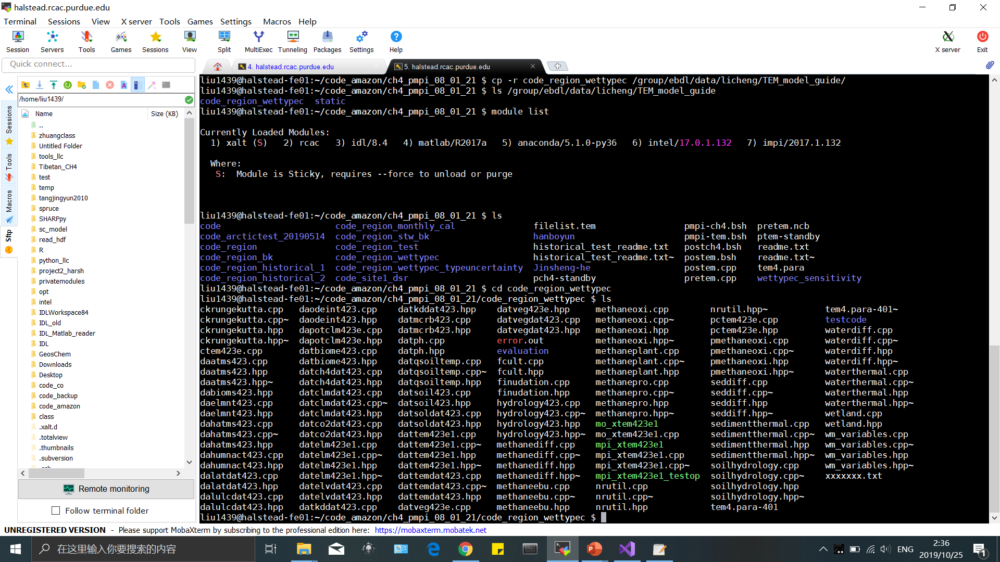 halstead.rcac.purdue.edu
Terminal Sessions View X server Tools Games Settings Macros Help
Session Servers Tools Games Sessions View Split MultiExec Tunneling Packages Settings Help X server Exit
Quick connect...
4. halstead.rcac.purdue.edu
5. halstead.rcac.purdue.edu
/home/liu1439/
Name Size (KB)
..
zhuangclass
Untitled Folder
tools_llc
Tibetan_CH4
test
temp
tangjingyun2010
spruce
SHARPpy
sc_model
read_hdf
R
python_llc
project2_harsh
privatemodules
opt
intel
IDLWorkspace84
IDL_old
IDL_Matlab_reader
IDL
GeosChem
Downloads
Desktop
code_co
code_backup
code_amazon
class
.xalt.d
.totalview
.thumbnails
.subversion
Remote monitoring
Follow terminal folder
Sessions
Tools
Macros
Sftp
liu1439@halstead-fe01:~/code_amazon/ch4_pmpi_08_01_21 $ cp -r code_region_wettypec /group/ebdl/data/licheng/TEM_model_guide/
liu1439@halstead-fe01:~/code_amazon/ch4_pmpi_08_01_21 $ ls /group/ebdl/data/licheng/TEM_model_guide
code_region_wettypec static
liu1439@halstead-fe01:~/code_amazon/ch4_pmpi_08_01_21 $ module list
Currently Loaded Modules:
1) xalt (S) 2) rcac 3) idl/8.4 4) matlab/R2017a 5) anaconda/5.1.0-py36 6) intel/17.0.1.132 7) impi/2017.1.132
Where:
S: Module is Sticky, requires --force to unload or purge
liu1439@halstead-fe01:~/code_amazon/ch4_pmpi_08_01_21 $ ls
code code_region_monthly_cal filelist.tem pmpi-ch4.bsh pretem.ncb
code_arctictest_20190514 code_region_stw_bk hanboyun pmpi-tem.bsh ptem-standby
code_region code_region_test historical_test_readme.txt postch4.bsh readme.txt
code_region_bk code_region_wettypec historical_test_readme.txt~ postem.bsh readme.txt~
code_region_historical_1 code_region_wettypec_typeuncertainty Jinsheng-he postem.cpp tem4.para
code_region_historical_2 code_site1_dsr pch4-standby pretem.cpp wettypec_sensitivity
liu1439@halstead-fe01:~/code_amazon/ch4_pmpi_08_01_21 $ cd code_region_wettypec
liu1439@halstead-fe01:~/code_amazon/ch4_pmpi_08_01_21/code_region_wettypec $ ls
ckrungekutta.cpp daodeint423.cpp datkddat423.hpp datveg423e.hpp methaneoxi.cpp nrutil.hpp~ tem4.para-401~
ckrungekutta.cpp~ daodeint423.hpp datmcrb423.cpp datvegdat423.cpp methaneoxi.cpp~ pctem423e.cpp testcode
ckrungekutta.hpp dapotclm423e.cpp datmcrb423.hpp datvegdat423.hpp methaneoxi.hpp pctem423e.hpp waterdiff.cpp
ckrungekutta.hpp~ dapotclm423e.hpp datph.cpp error.out methaneoxi.hpp~ pmethaneoxi.cpp waterdiff.cpp~
ctem423e.cpp datbiome423.cpp datph.hpp evaluation methaneplant.cpp pmethaneoxi.cpp~ waterdiff.hpp
daatms423.cpp datbiome423.hpp datqsoiltemp.cpp fcult.cpp methaneplant.cpp~ pmethaneoxi.hpp waterdiff.hpp~
daatms423.hpp datch4dat423.cpp datqsoiltemp.cpp~ fcult.hpp methaneplant.hpp pmethaneoxi.hpp~ waterthermal.cpp
daatms423.hpp~ datch4dat423.hpp datqsoiltemp.hpp finudation.cpp methanepro.cpp seddiff.cpp waterthermal.cpp~
dabioms423.hpp datclmdat423.cpp datsoil423.cpp finudation.hpp methanepro.cpp~ seddiff.cpp~ waterthermal.hpp
daelmnt423.cpp datclmdat423.cpp~ datsoil423.hpp hydrology423.cpp methanepro.hpp seddiff.hpp waterthermal.hpp~
daelmnt423.hpp datclmdat423.hpp datsoldat423.cpp hydrology423.cpp~ methanepro.hpp~ seddiff.hpp~ wetland.cpp
dahatms423.cpp datco2dat423.cpp datsoldat423.hpp hydrology423.hpp mo_xtem423e1 sedimentthermal.cpp wetland.hpp
dahatms423.cpp~ datco2dat423.hpp dattem423e1.cpp hydrology423.hpp~ mo_xtem423e1.cpp sedimentthermal.cpp~ wm_variables.cpp
dahatms423.hpp datelm423e1.cpp dattem423e1.cpp~ methanediff.cpp mpi_xtem423e1 sedimentthermal.hpp wm_variables.cpp~
dahumnact423.cpp datelm423e1.cpp~ dattem423e1.hpp methanediff.cpp~ mpi_xtem423e1.cpp sedimentthermal.hpp~ wm_variables.hpp
dahumnact423.hpp datelm423e1.hpp dattem423e1.hpp~ methanediff.hpp mpi_xtem423e1.cpp~ soilhydrology.cpp wm_variables.hpp~
dalatdat423.cpp datelm423e1.hpp~ dattemdat423.cpp methanediff.hpp~ mpi_xtem423e1_testop soilhydrology.cpp~ xxxxxxx.txt
dalatdat423.hpp datelvdat423.cpp dattemdat423.cpp~ methaneebu.cpp nrutil.cpp soilhydrology.hpp
dalulcdat423.cpp datelvdat423.hpp dattemdat423.hpp methaneebu.cpp~ nrutil.cpp~ soilhydrology.hpp~
dalulcdat423.hpp datkddat423.cpp datveg423e.cpp methaneebu.hpp nrutil.hpp tem4.para-401
liu1439@halstead-fe01:~/code_amazon/ch4_pmpi_08_01_21/code_region_wettypec $
UNREGISTERED VERSION - Please support MobaXterm by subscribing to the professional edition here: https://mobaxterm.mobatek.net
在这里输入你要搜索的内容
ENG
2:36
2019/10/25
1